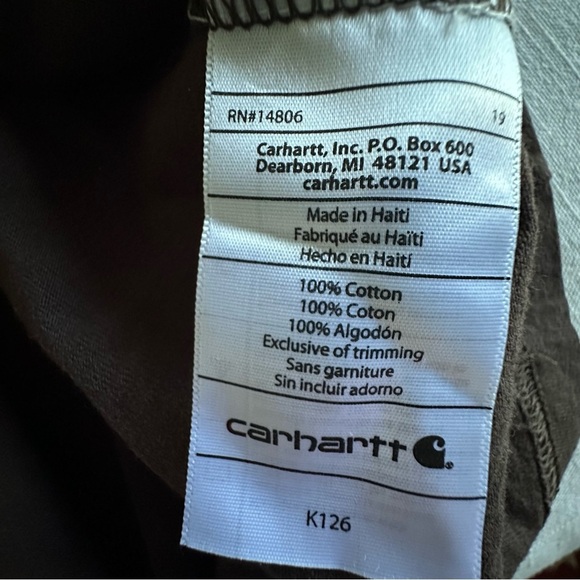 RN#14806 19
Carhartt, Inc. P.O. Box 600
Dearborn, MI 48121 USA
carhartt.com
Made in Haiti
Fabriqué au Haïti
Hecho en Haití
100% Cotton
100% Coton
100% Algodón
Exclusive of trimming
Sans garniture
Sin incluir adorno
carhartt
K126